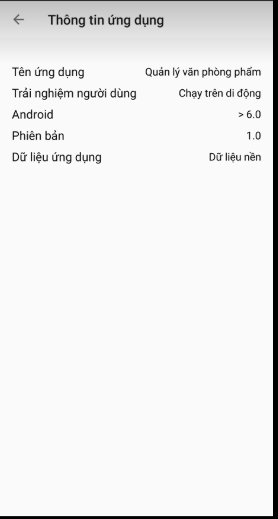 Thông tin ứng dụng
Tên ứng dụng Quản lý văn phòng phẩm
Trải nghiệm người dùng Chạy trên di động
Android > 6.0
Phiên bản 1.0
Dữ liệu ứng dụng Dữ liệu nền